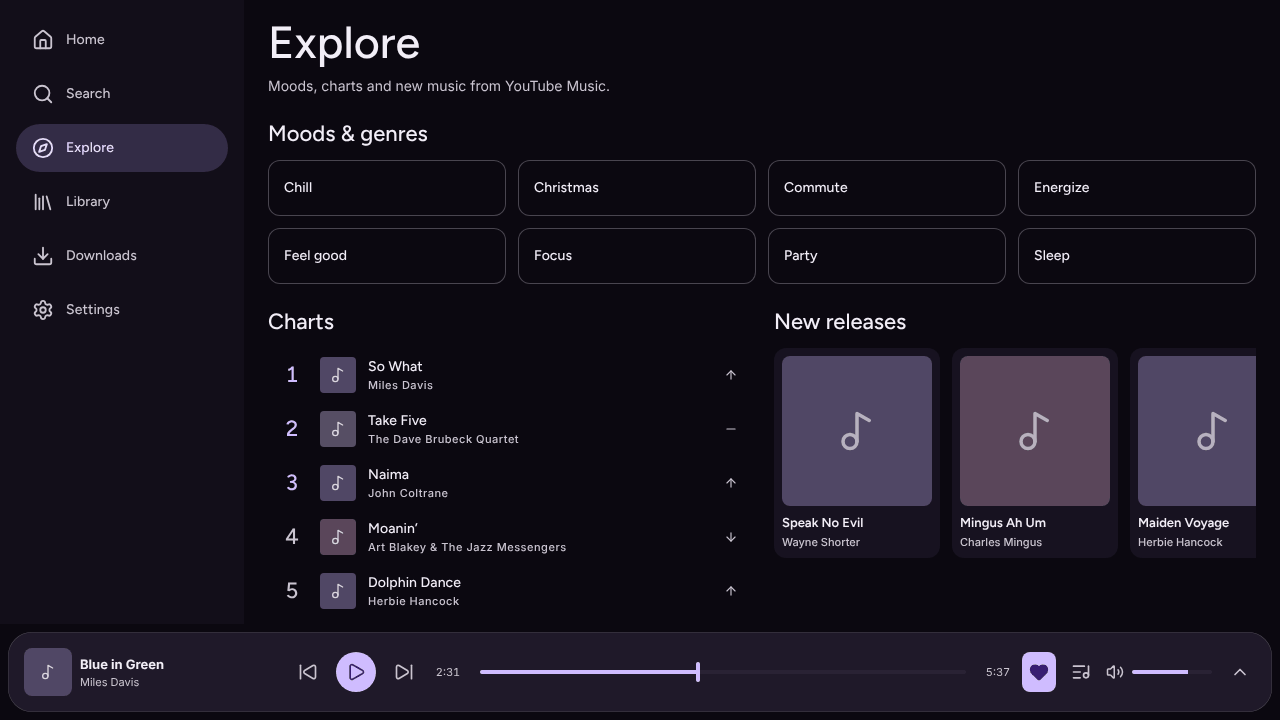 Home
Search
Explore
Library
Downloads
Settings
Explore
Moods, charts and new music from YouTube Music.
Moods & genres
Chill
Christmas
Commute
Energize
Feel good
Focus
Party
Sleep
Charts
1
So What
Miles Davis
2
Take Five
The Dave Brubeck Quartet
3
Naima
John Coltrane
4
Moanin’
Art Blakey & The Jazz Messengers
5
Dolphin Dance
Herbie Hancock
New releases
Speak No Evil
Wayne Shorter
Mingus Ah Um
Charles Mingus
Maiden Voyage
Herbie Hancock
Blue in Green
Miles Davis
2:31
5:37